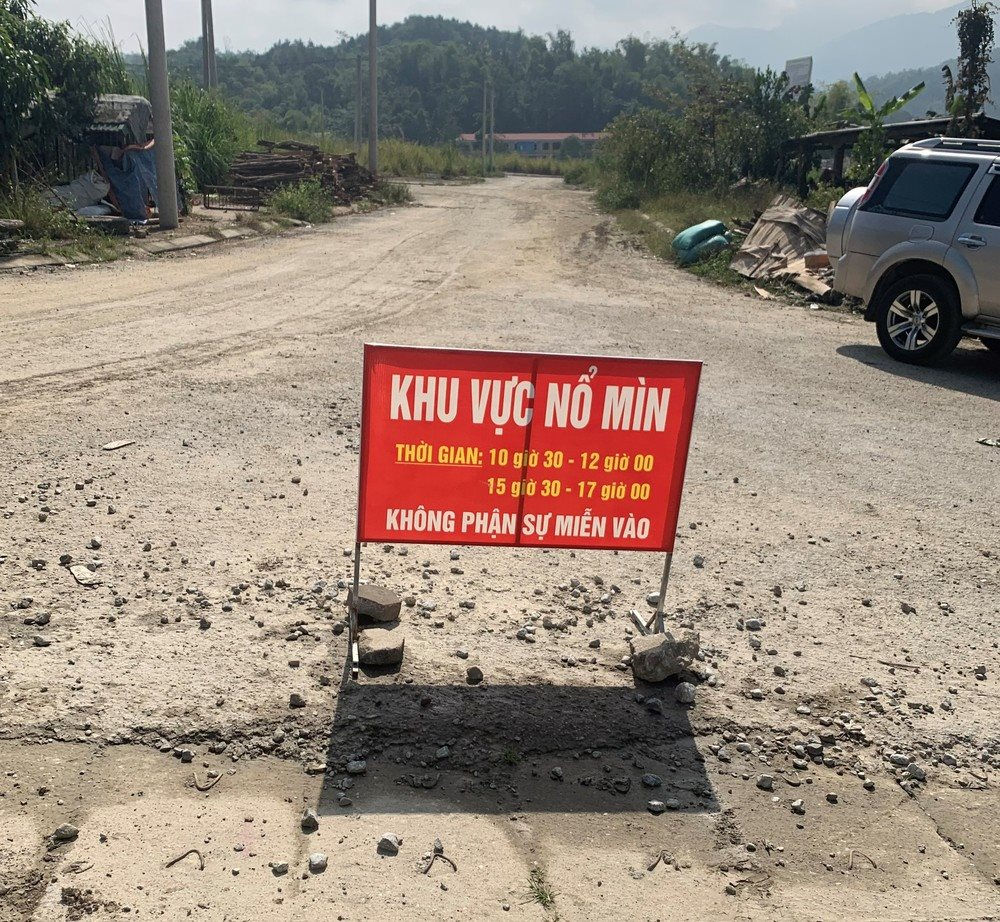 KHU VỰC NỔ MÌN
THỜI GIAN: 10 giờ 30 - 12 giờ 00
15 giờ 30 - 17 giờ 00
KHÔNG PHẬN SỰ MIỄN VÀO